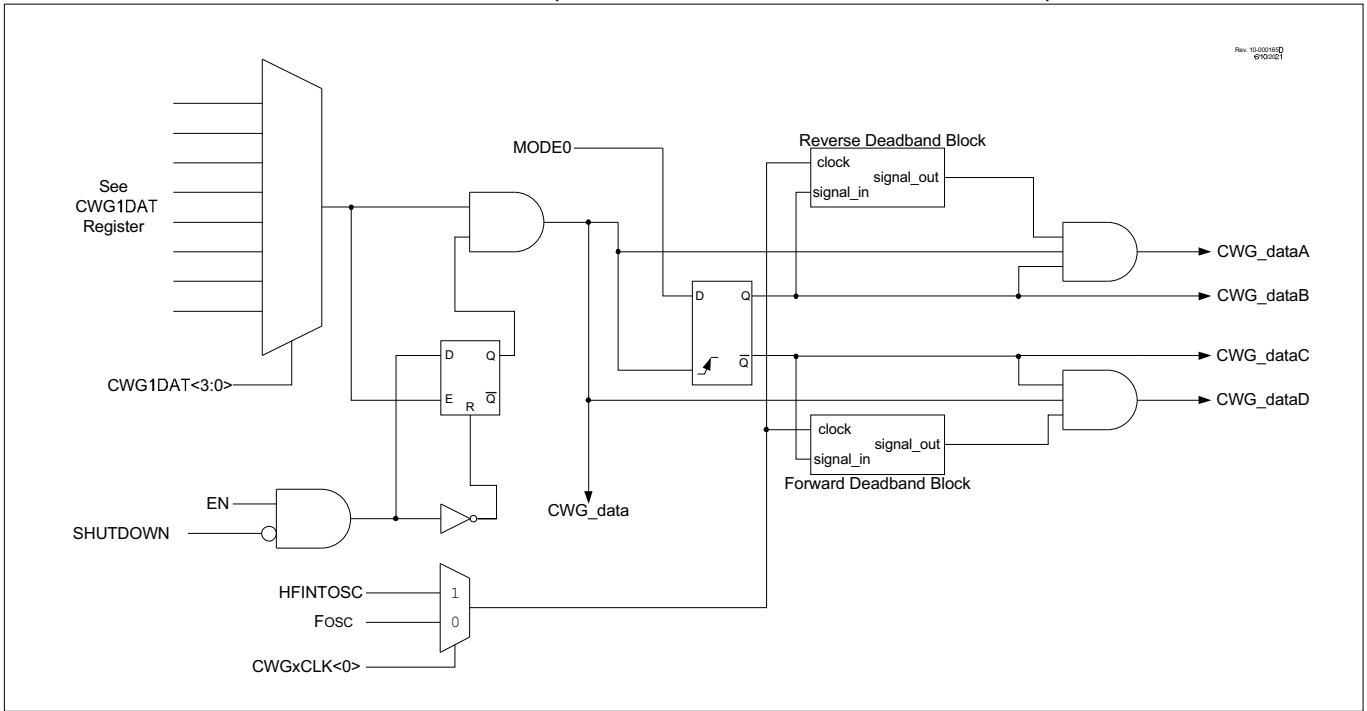 Rev. 10-000165D
6/10/2021
See
CWG1DAT
Register
CWG1DAT<3:0>
EN
SHUTDOWN
D
Q
E
R
Q
HFINTOSC
1
FOSC
0
CWGxCLK<0>
CWG_data
MODE0
D
Q
Q
Reverse Deadband Block
clock
signal_out
signal_in
clock
signal_out
signal_in
Forward Deadband Block
CWG_dataA
CWG_dataB
CWG_dataC
CWG_dataD